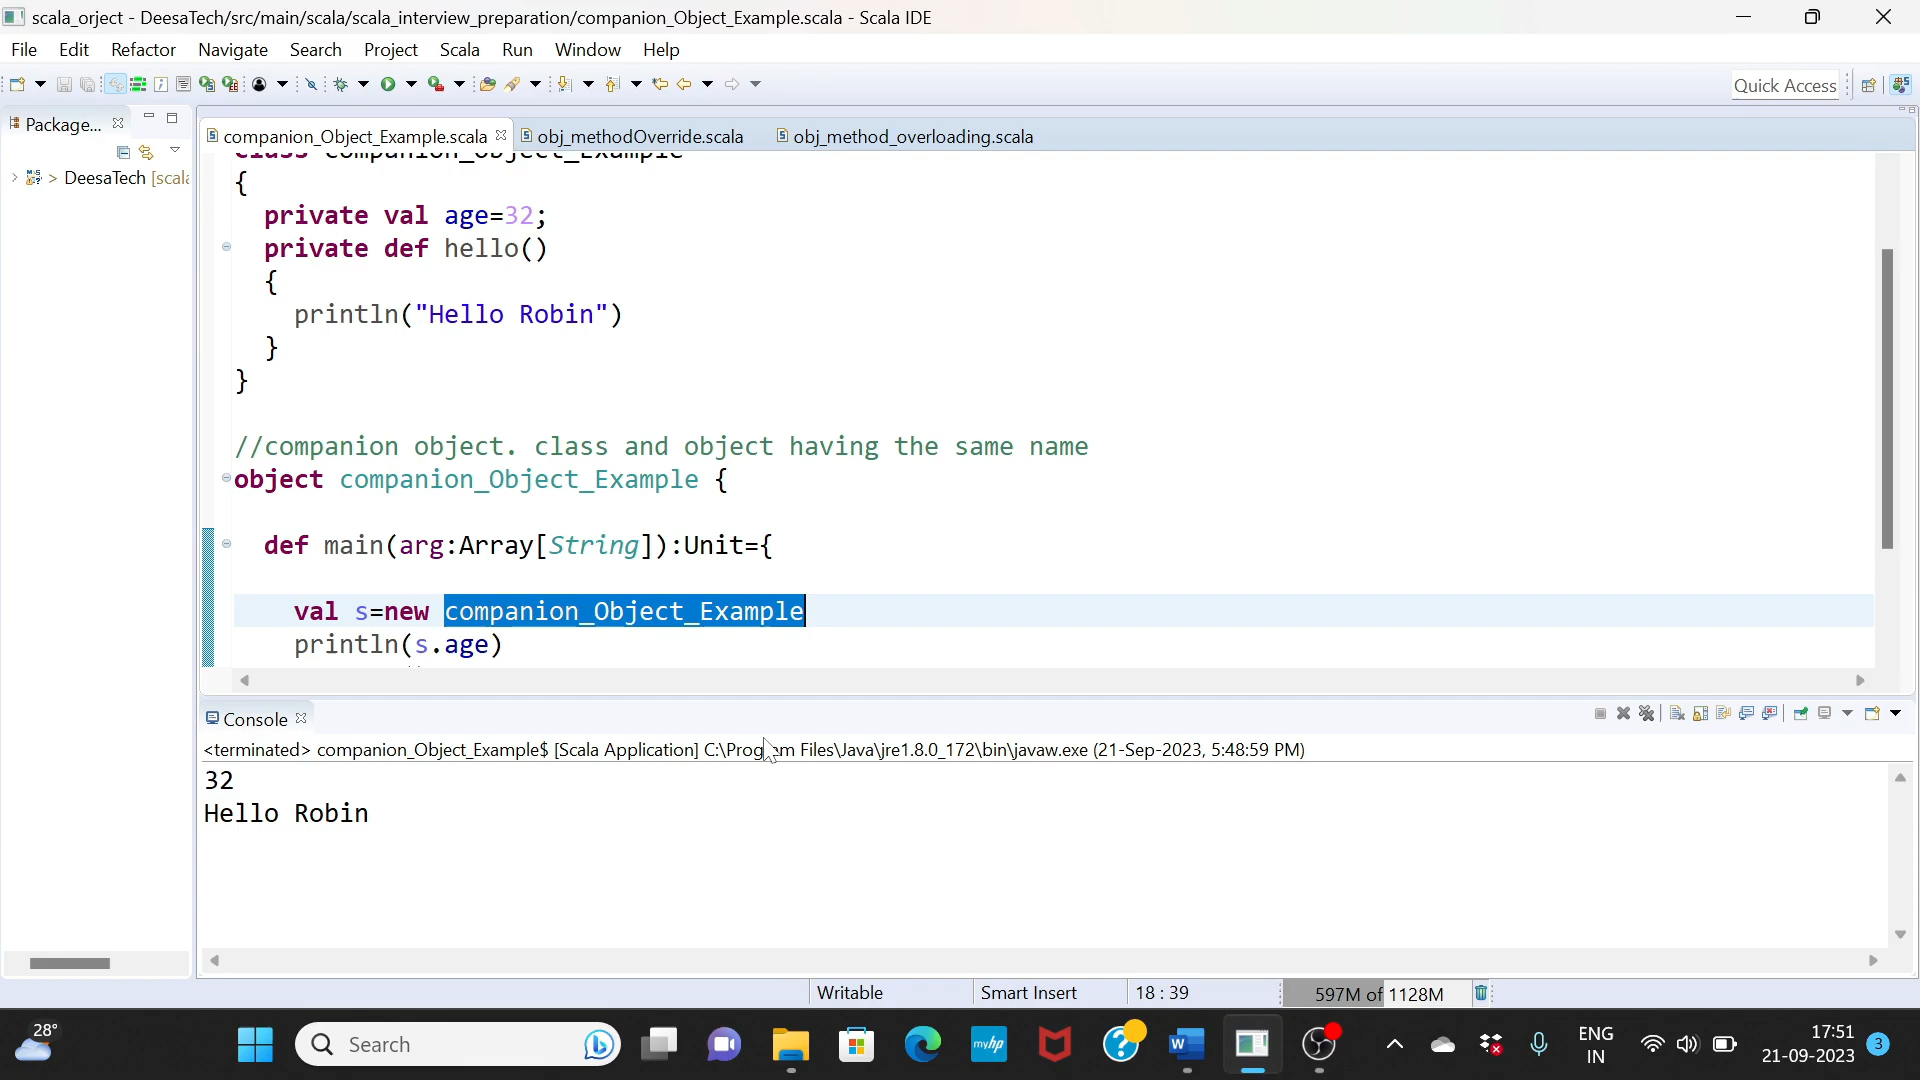 scala_orject - DeesaTech/src/main/scala/scala_interview_preparation/companion_Object_Example.scala - Scala IDE
File Edit Refactor Navigate Search Project Scala Run Window Help
Quick Access
Package...
companion_Object_Example.scala
obj_methodOverride.scala
obj_method_overloading.scala
> DeesaTech [scala
class companion_Object_Example
{
private val age=32;
private def hello()
{
println("Hello Robin")
}
}
//companion object. class and object having the same name
object companion_Object_Example {
def main(arg:Array[String]):Unit={
val s=new companion_Object_Example
println(s.age)
Console
<terminated> companion_Object_Example$ [Scala Application] C:\Program Files\Java\jre1.8.0_172\bin\javaw.exe (21-Sep-2023, 5:48:59 PM)
32
Hello Robin
Writable
Smart Insert
18 : 39
597M of 1128M
28°
Search
myhp
W
ENG
IN
17:51
21-09-2023
3